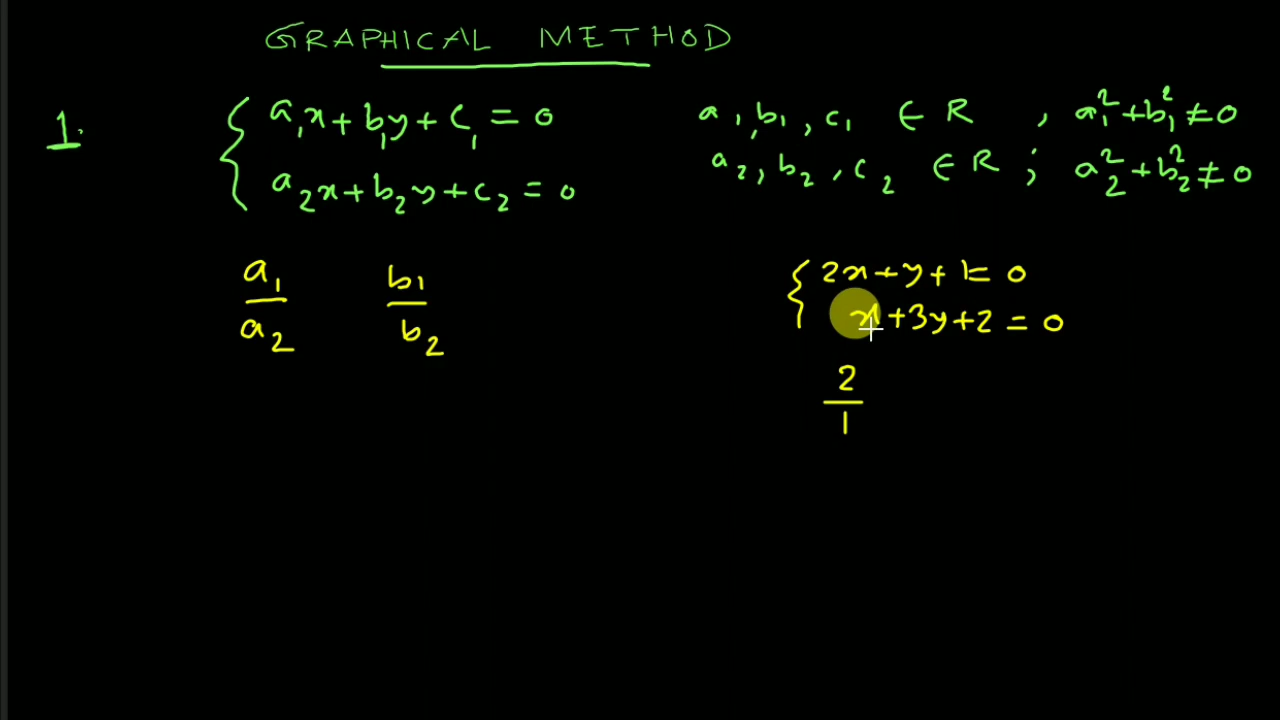 GRAPHICAL METHOD
1.
{ a₁x + b₁y + c₁ = 0    a₁, b₁, c₁ ∈ R , a₁² + b₁² ≠ 0
a₂x + b₂y + c₂ = 0    a₂, b₂, c₂ ∈ R ; a₂² + b₂² ≠ 0
a₁/a₂    b₁/b₂
{ 2x + y + 1 = 0
x + 3y + 2 = 0
2/1